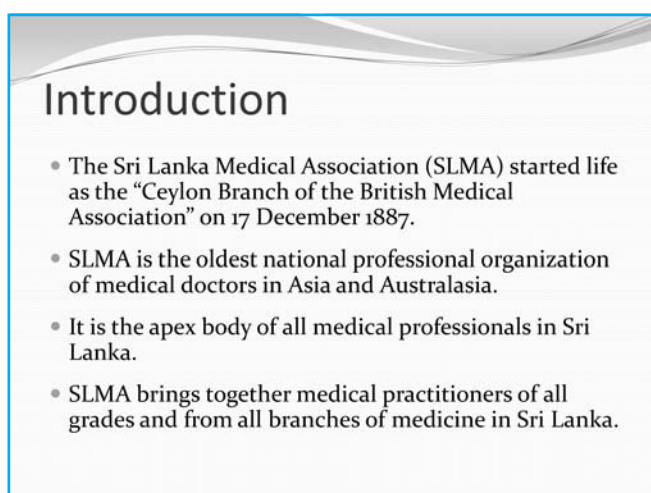 Introduction
• The Sri Lanka Medical Association (SLMA) started life
as the “Ceylon Branch of the British Medical
Association” on 17 December 1887.
• SLMA is the oldest national professional organization
of medical doctors in Asia and Australasia.
• It is the apex body of all medical professionals in Sri
Lanka.
• SLMA brings together medical practitioners of all
grades and from all branches of medicine in Sri Lanka.